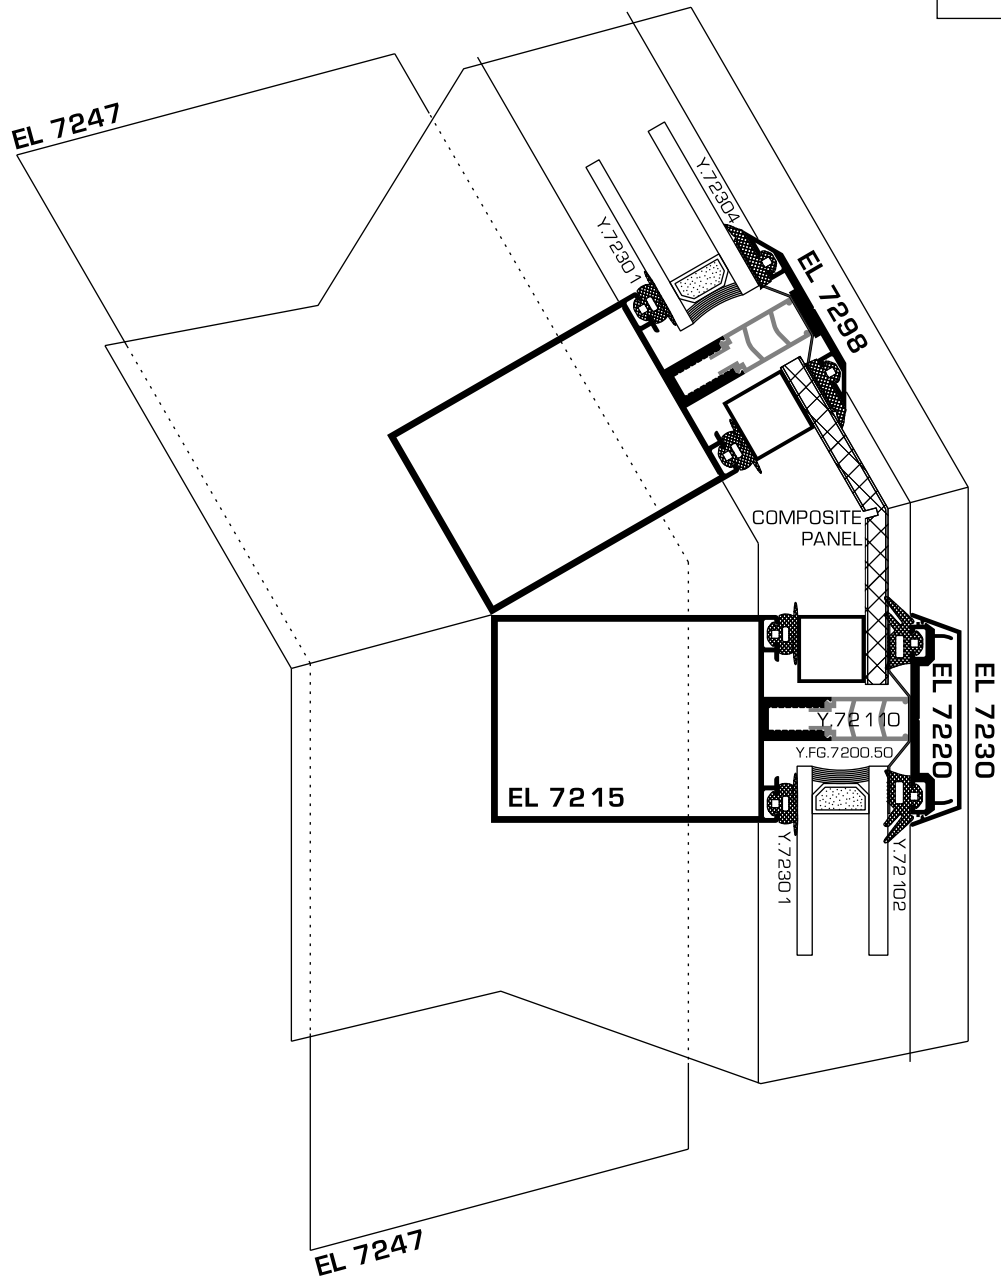 EL 7247
Y.72304
Y.72301
EL 7298
COMPOSITE
PANEL
EL 7230
EL 7220
Y.72110
Y.FG.7200.50
EL 7215
Y.72301
Y.72102
EL 7247